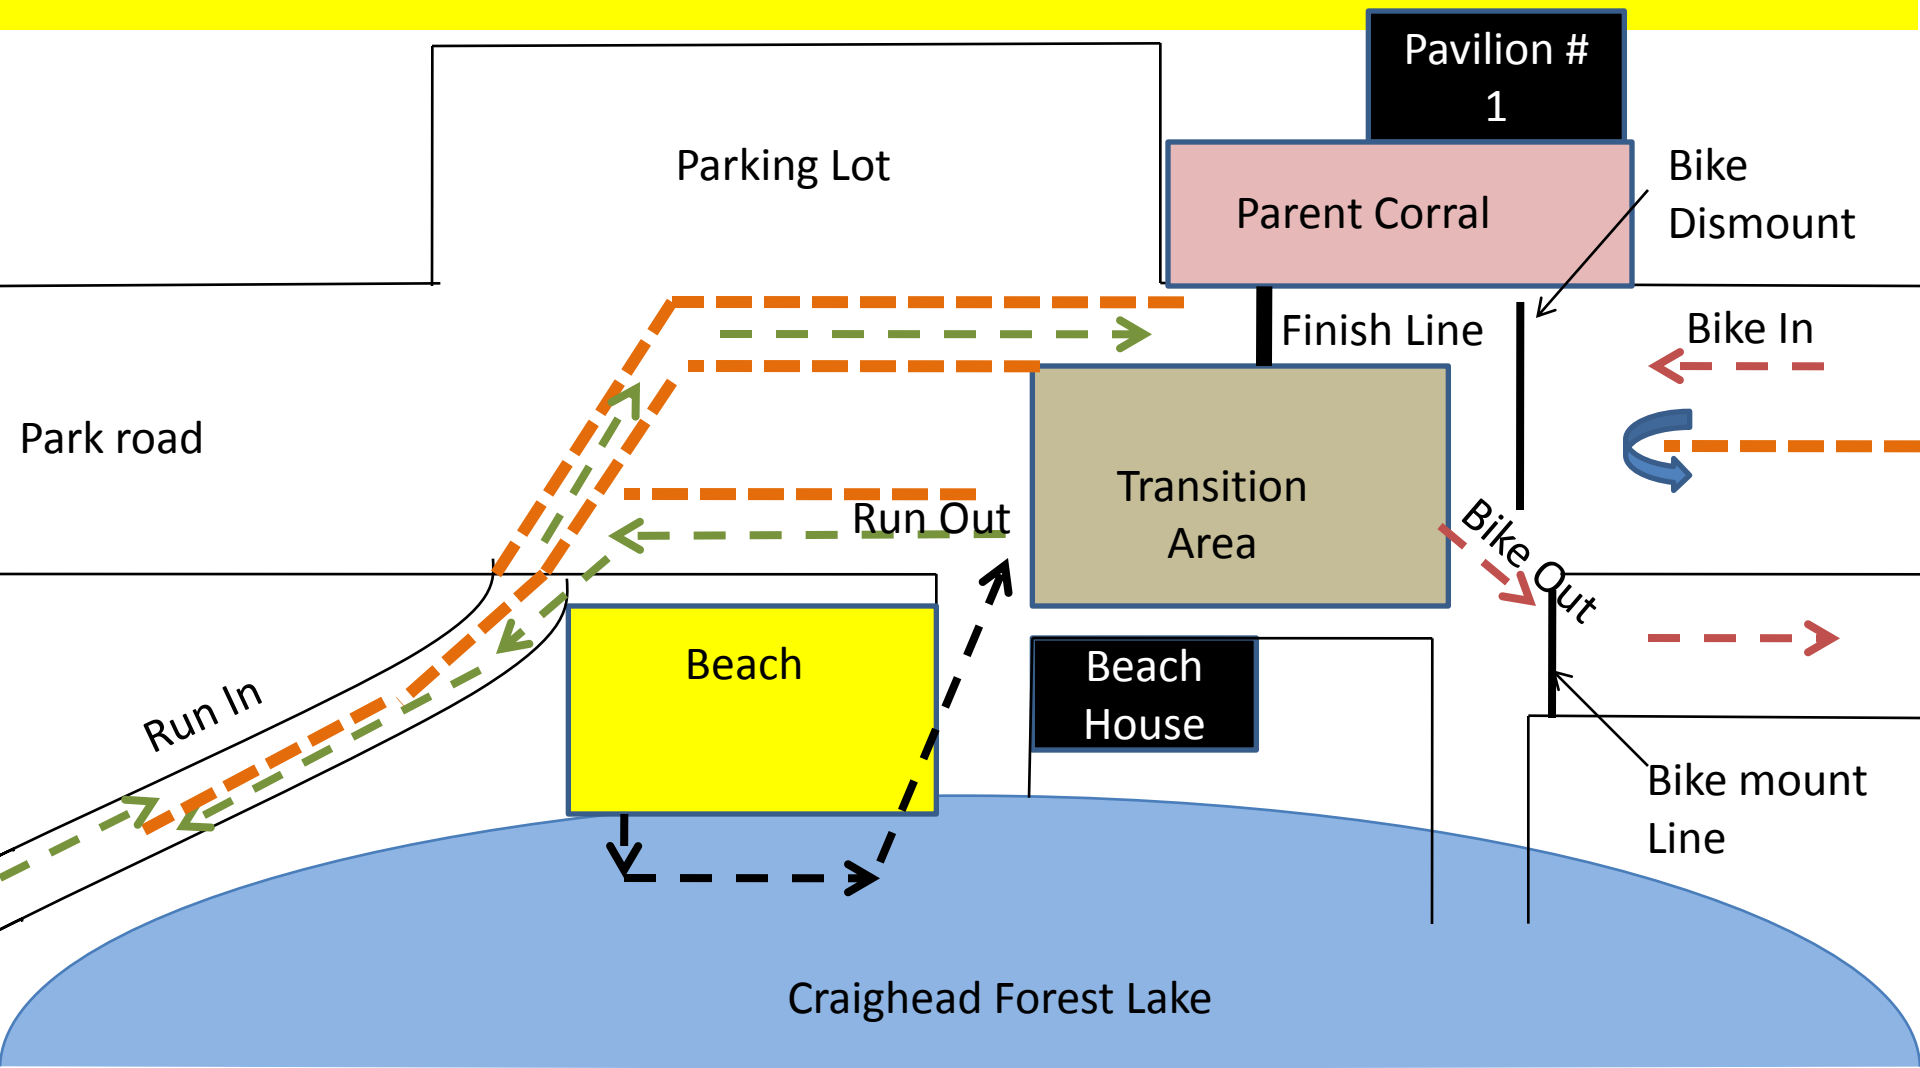 Pavilion #
1
Parking Lot
Bike
Dismount
Parent Corral
Finish Line
Bike In
Park road
Transition
Area
Run Out
Bike Out
Beach
Beach
House
Run In
Bike mount
Line
Craighead Forest Lake